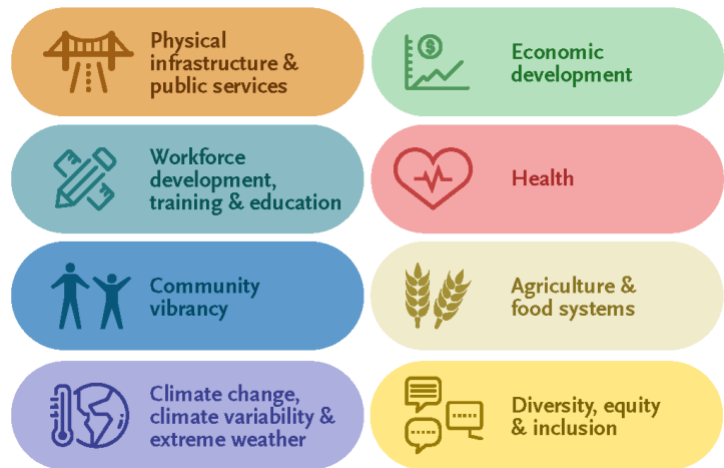 Physical
infrastructure &
public services
Economic
development
$
Workforce
development,
training & education
Health
Community
vibrancy
Agriculture &
food systems
Climate change,
climate variability &
extreme weather
Diversity, equity
& inclusion